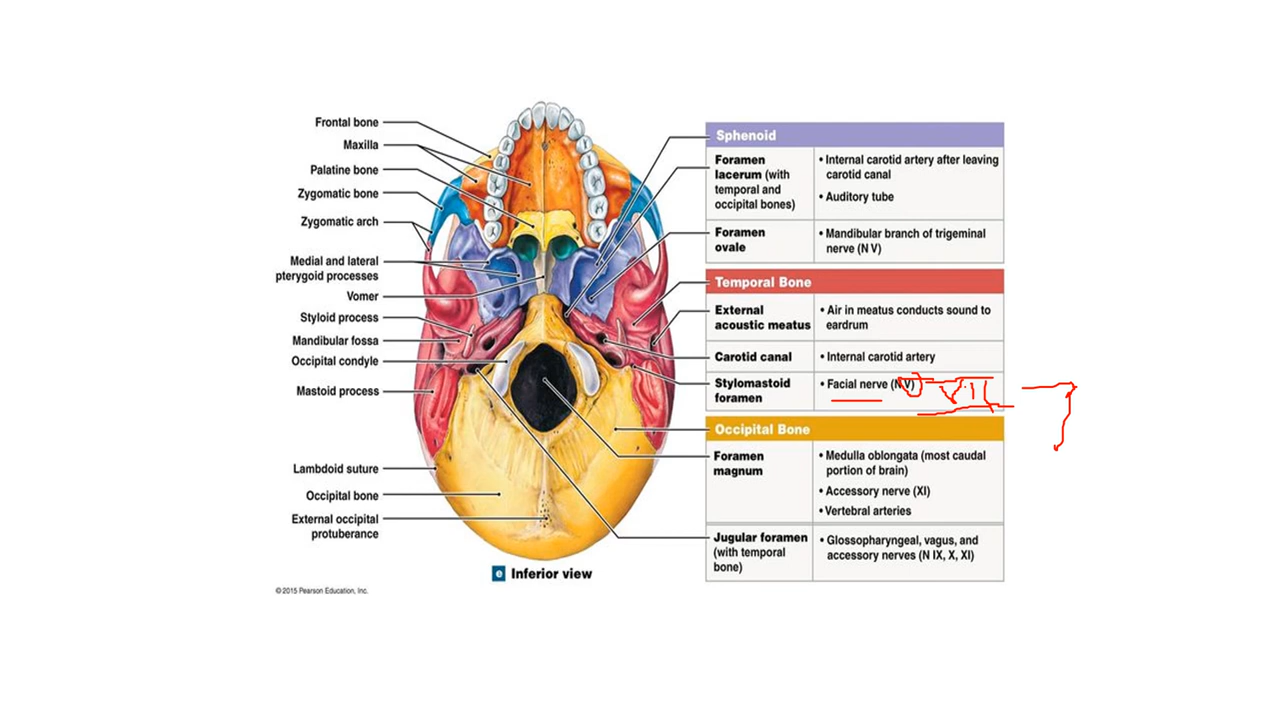 Frontal bone
Maxilla
Palatine bone
Zygomatic bone
Zygomatic arch
Medial and lateral
pterygoid processes
Vomer
Styloid process
Mandibular fossa
Occipital condyle
Mastoid process
Lambdoid suture
Occipital bone
External occipital
protuberance
e Inferior view
© 2015 Pearson Education, Inc.
Sphenoid
Foramen
lacerum (with
temporal and
occipital bones)
• Internal carotid artery after leaving
carotid canal
• Auditory tube
Foramen
ovale
• Mandibular branch of trigeminal
nerve (N V)
Temporal Bone
External
acoustic meatus
• Air in meatus conducts sound to
eardrum
Carotid canal
• Internal carotid artery
Stylomastoid
foramen
• Facial nerve (N V) VII 7
Occipital Bone
Foramen
magnum
• Medulla oblongata (most caudal
portion of brain)
• Accessory nerve (XI)
• Vertebral arteries
Jugular foramen
(with temporal
bone)
• Glossopharyngeal, vagus, and
accessory nerves (N IX, X, XI)